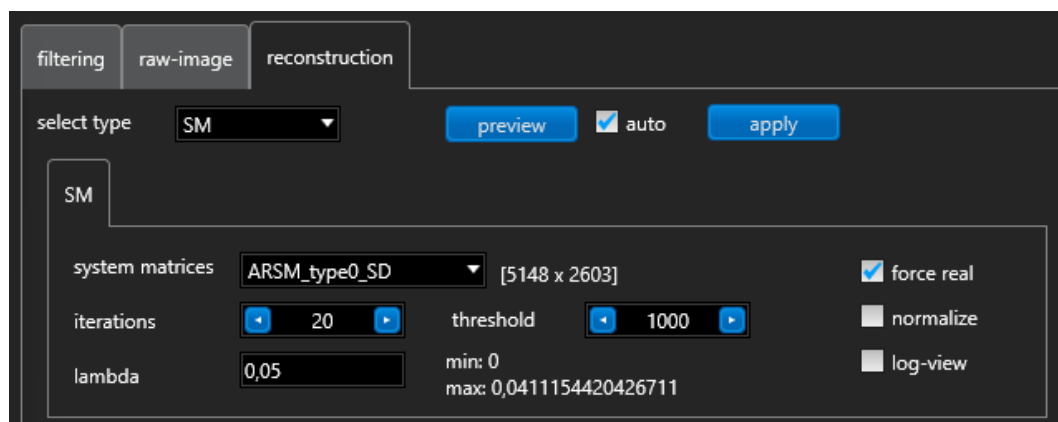 filtering raw-image reconstruction
select type SM preview auto apply
SM
system matrices ARSM_type0_SD [5148 x 2603] force real
iterations 20 threshold 1000 normalize
lambda 0,05 min: 0 log-view
max: 0,0411154420426711